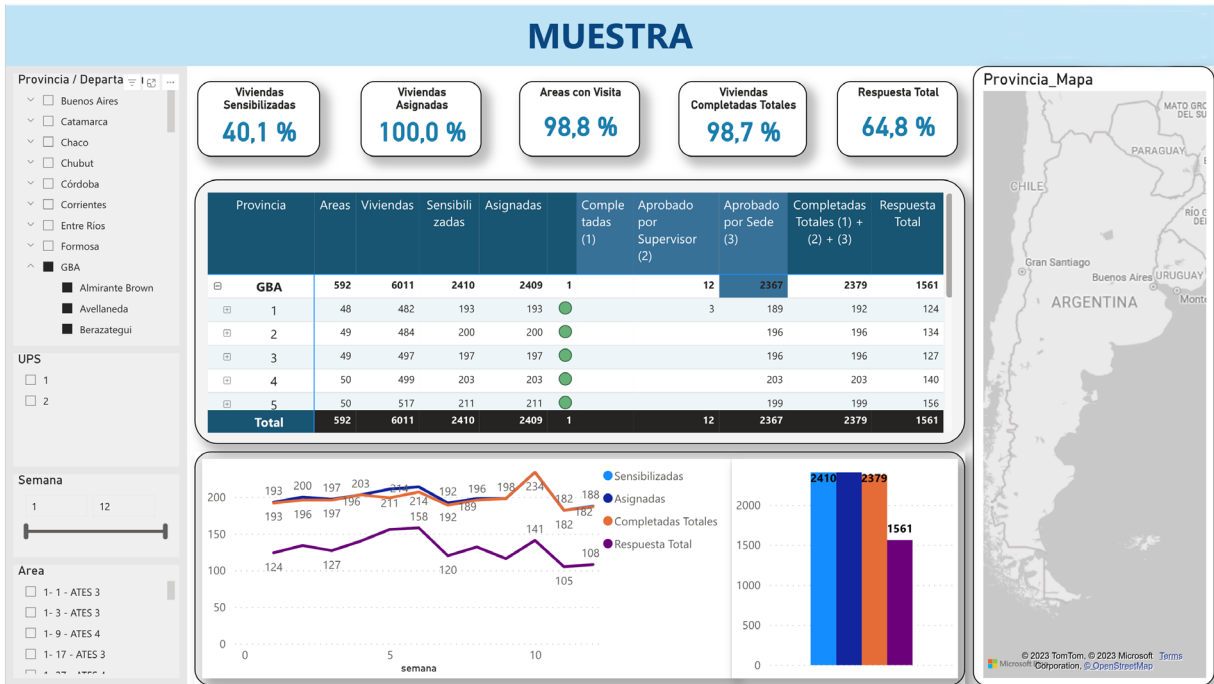 MUESTRA
Provincia / Departa
Buenos Aires
Catamarca
Chaco
Chubut
Córdoba
Corrientes
Entre Ríos
Formosa
GBA
Almirante Brown
Avellaneda
Berazategui
UPS
1
2
Semana
1 12
Area
1- 1 - ATES 3
1- 3 - ATES 3
1- 9 - ATES 4
1- 17 - ATES 3
Viviendas
Sensibilizadas
40,1 %
Viviendas
Asignadas
100,0 %
Areas con Visita
98,8 %
Viviendas
Completadas Totales
98,7 %
Respuesta Total
64,8 %
Provincia Areas Viviendas Sensibili Asignadas Comple Aprobado Aprobado Completadas Respuesta
zadas tadas por por Sede Totales (1) + Total
(1) Supervisor (3) (2) + (3)
(2)
GBA 592 6011 2410 2409 1 12 2367 2379 1561
1 48 482 193 193 3 189 192 124
2 49 484 200 200 196 196 134
3 49 497 197 197 196 196 127
4 50 499 203 203 203 203 140
5 50 517 211 211 199 199 156
Total 592 6011 2410 2409 1 12 2367 2379 1561
200
150
100
50
0
193 200 197 203 214 192 196 198 234 182 188
193 196 197 196 211 214 192 189 182 182
158 141
124 127 120 105 108
0 5 10
semana
Sensibilizadas
Asignadas
Completadas Totales
Respuesta Total
2000
1500
1000
500
0
2410 2379
1561
Provincia_Mapa
MATO GRO
DEL SU
PARAGUAY
CHILE
RÍO G
DE
Gran Santiago
Buenos Aires URUGUAY
ARGENTINA Monte
© 2023 TomTom, © 2023 Microsoft Terms
Microsoft Corporation, © OpenStreetMap